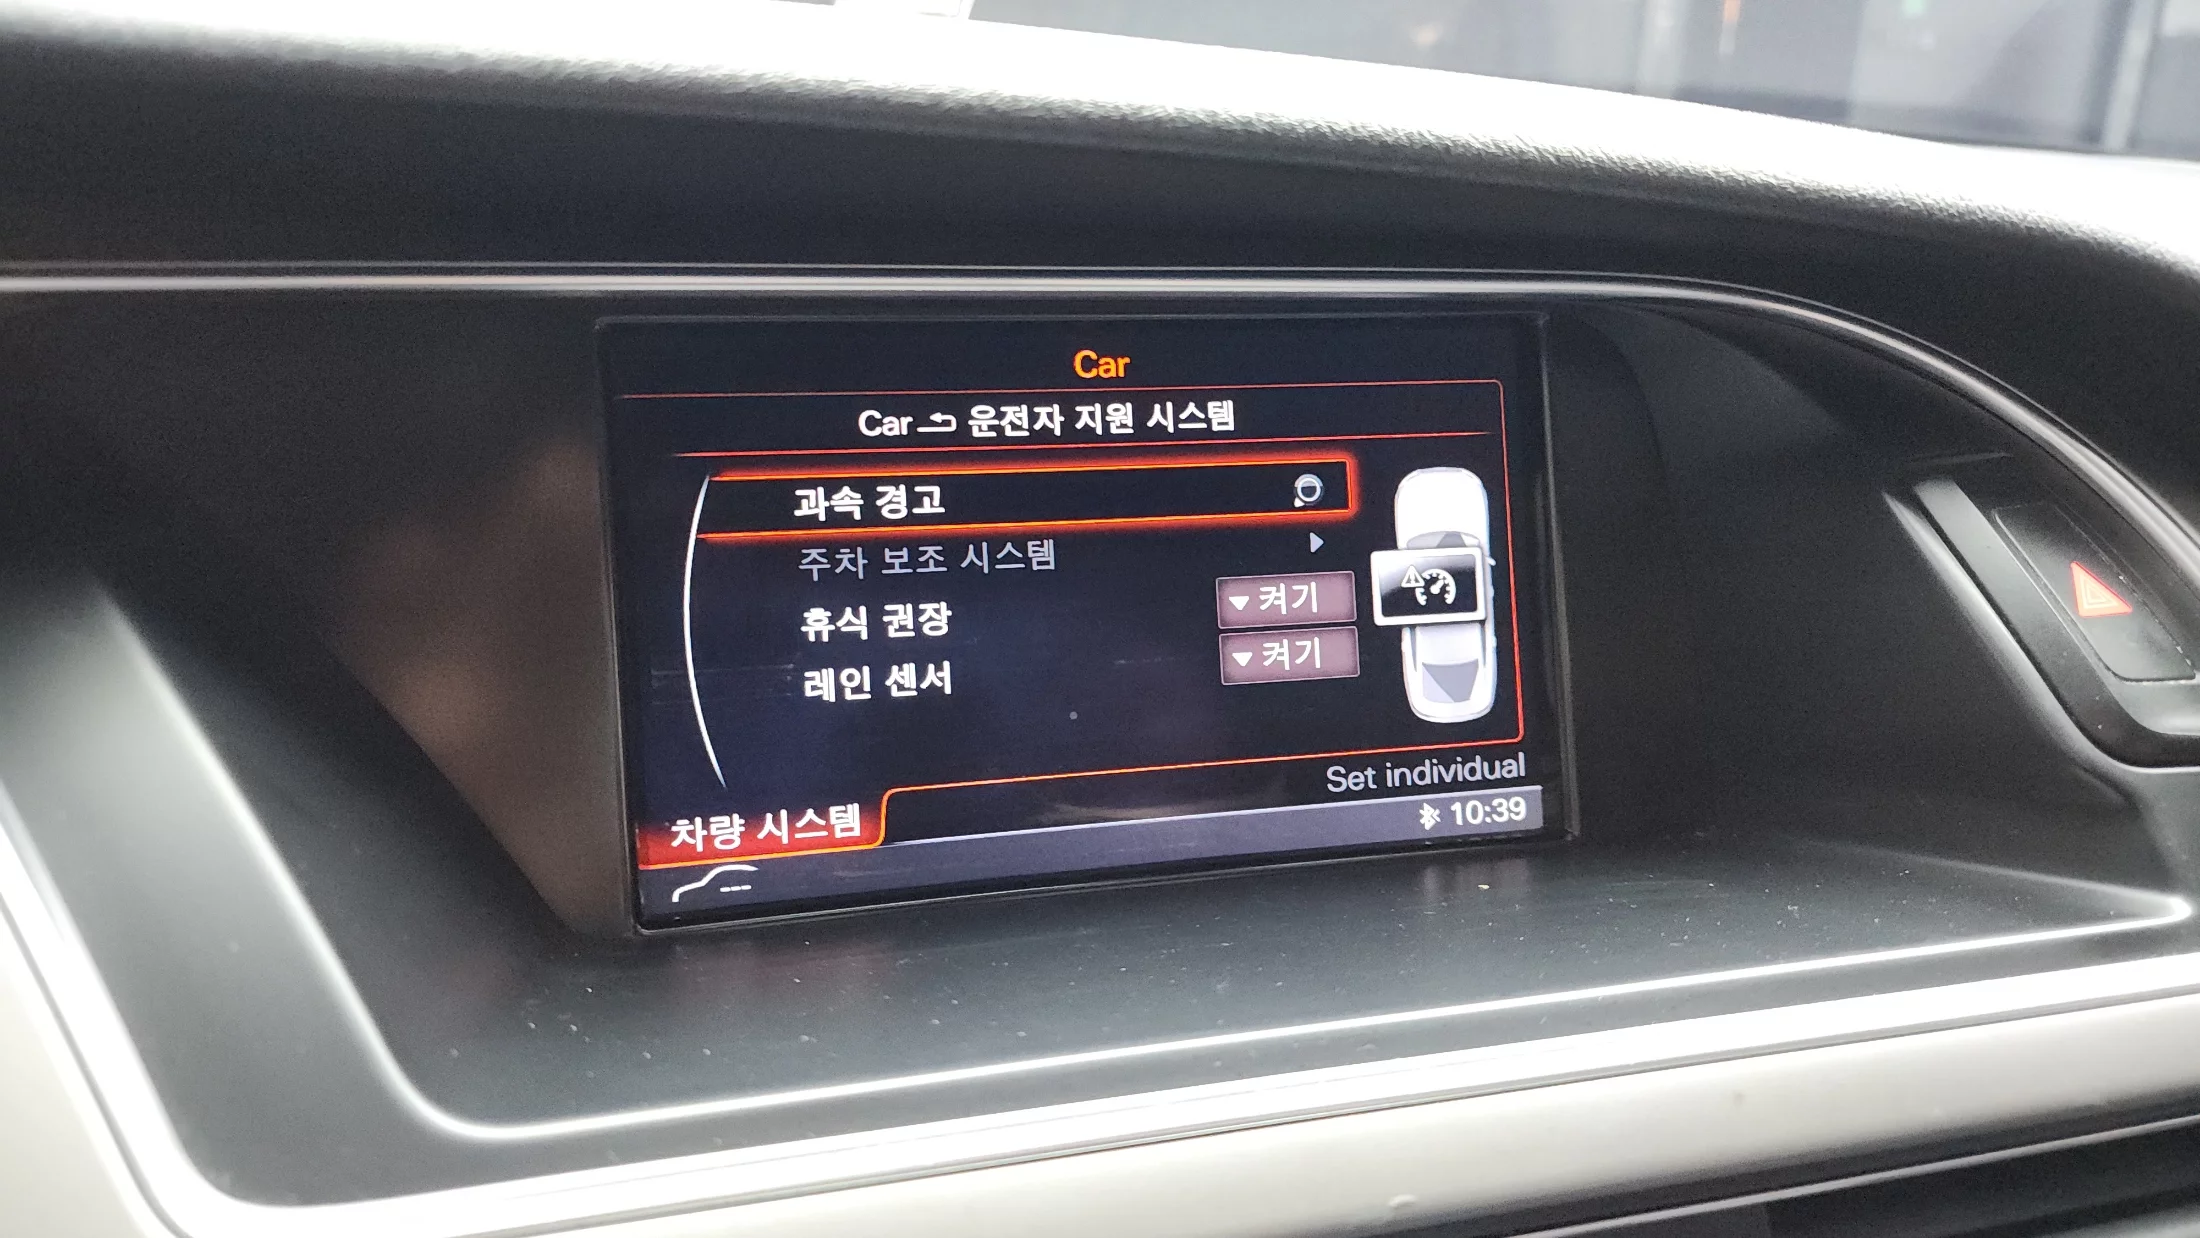 Car
Car 운전자 지원 시스템
과속 경고
주차 보조 시스템
휴식 권장 켜기
레인 센서 켜기
Set individual
차량 시스템
10:39
---